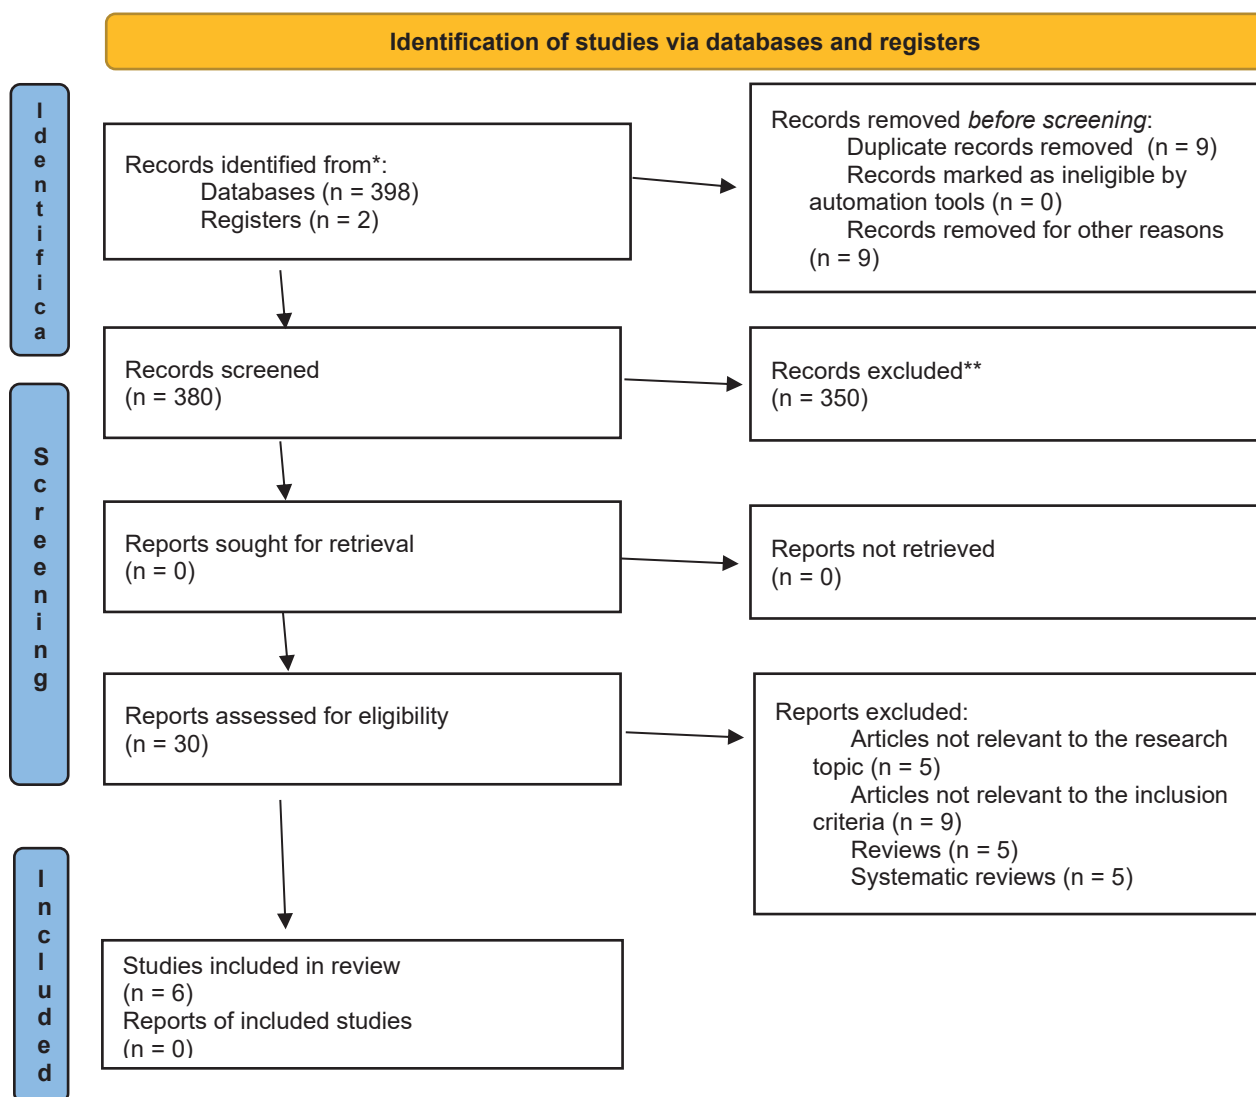 Identification of studies via databases and registers
Identifica
Records identified from*:
Databases (n = 398)
Registers (n = 2)
Records removed before screening:
Duplicate records removed (n = 9)
Records marked as ineligible by
automation tools (n = 0)
Records removed for other reasons
(n = 9)
Screening
Records screened
(n = 380)
Records excluded**
(n = 350)
Reports sought for retrieval
(n = 0)
Reports not retrieved
(n = 0)
Reports assessed for eligibility
(n = 30)
Reports excluded:
Articles not relevant to the research
topic (n = 5)
Articles not relevant to the inclusion
criteria (n = 9)
Reviews (n = 5)
Systematic reviews (n = 5)
Included
Studies included in review
(n = 6)
Reports of included studies
(n = 0)